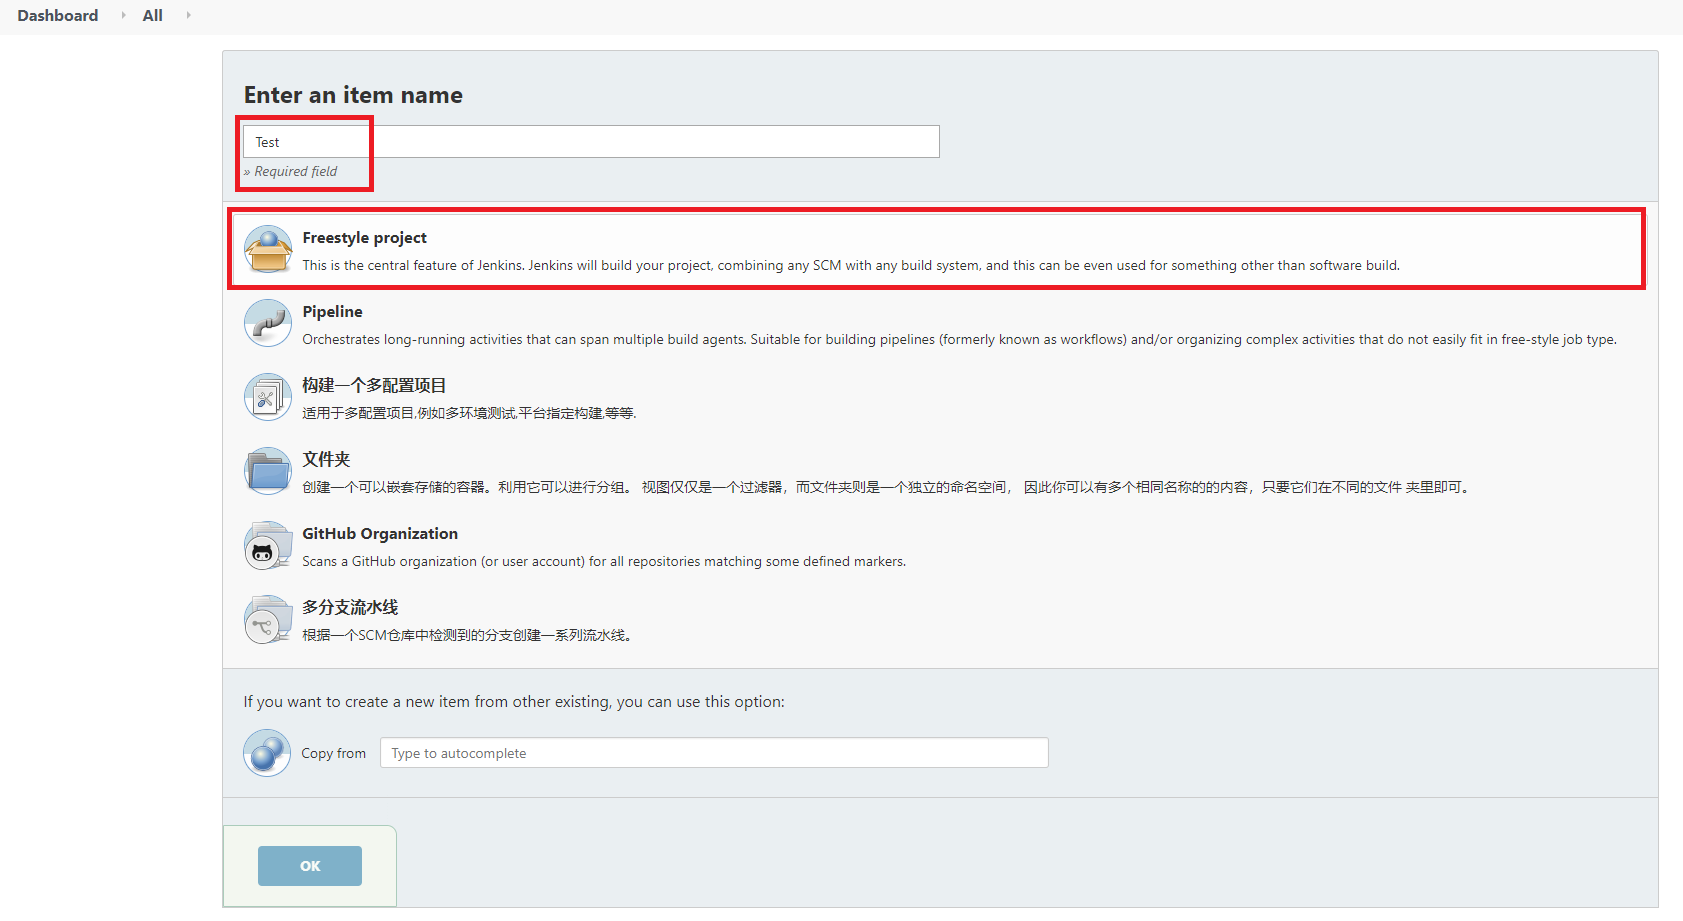 Dashboard All
Enter an item name
Test
» Required field
Freestyle project
This is the central feature of Jenkins. Jenkins will build your project, combining any SCM with any build system, and this can be even used for something other than software build.
Pipeline
Orchestrates long-running activities that can span multiple build agents. Suitable for building pipelines (formerly known as workflows) and/or organizing complex activities that do not easily fit in free-style job type.
构建一个多配置项目
适用于多配置项目,例如多环境测试,平台指定构建,等等.
文件夹
创建一个可以嵌套存储的容器。利用它可以进行分组。 视图仅仅是一个过滤器，而文件夹则是一个独立的命名空间， 因此你可以有多个相同名称的的内容，只要它们在不同的文件 夹里即可。
GitHub Organization
Scans a GitHub organization (or user account) for all repositories matching some defined markers.
多分支流水线
根据一个SCM仓库中检测到的分支创建一系列流水线。
If you want to create a new item from other existing, you can use this option:
Copy from Type to autocomplete
OK